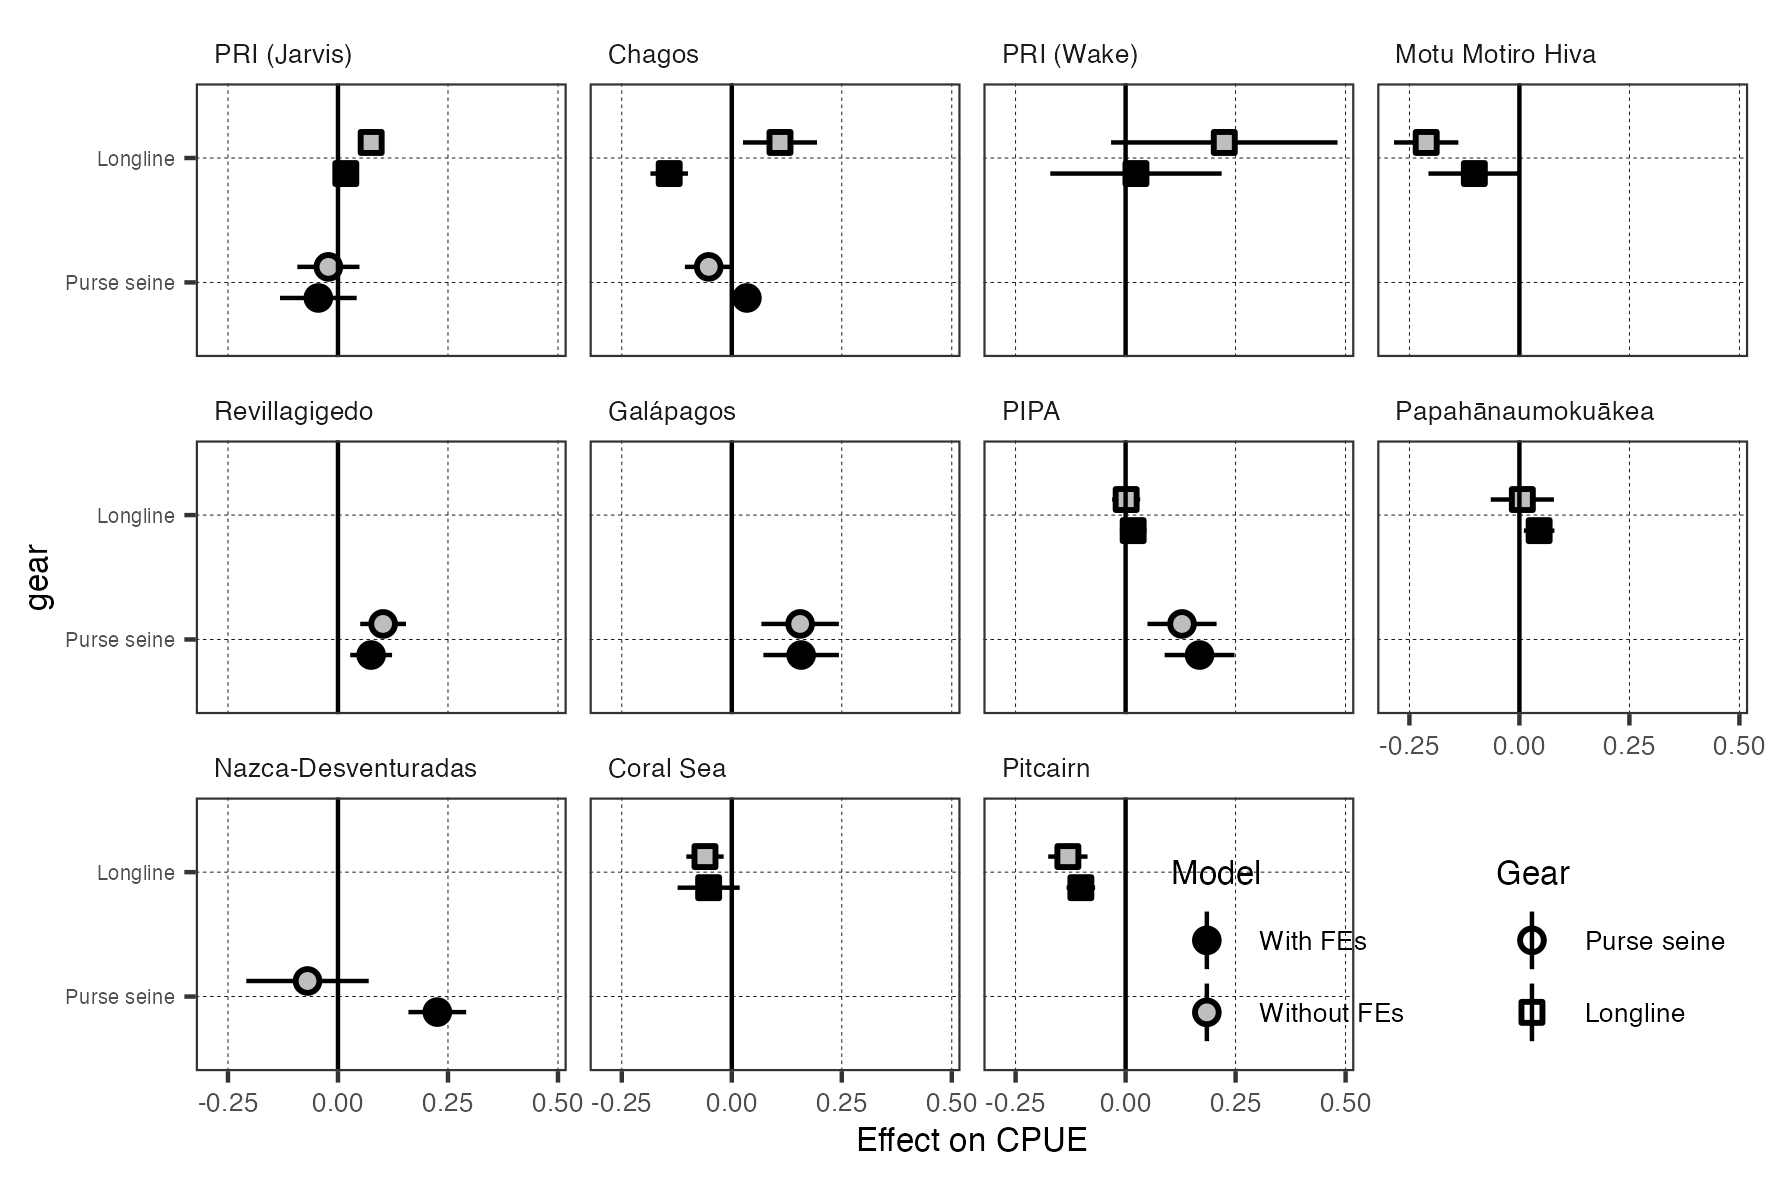 PRI (Jarvis) Chagos PRI (Wake) Motu Motiro Hiva
Longline
Purse seine
Revillagigedo Galápagos PIPA Papahānaumokuākea
Longline
gear
Purse seine
-0.25 0.00 0.25 0.50
Nazca-Desventuradas Coral Sea Pitcairn
Longline
Model Gear
With FEs Purse seine
Purse seine
Without FEs Longline
-0.25 0.00 0.25 0.50 -0.25 0.00 0.25 0.50 -0.25 0.00 0.25 0.50
Effect on CPUE